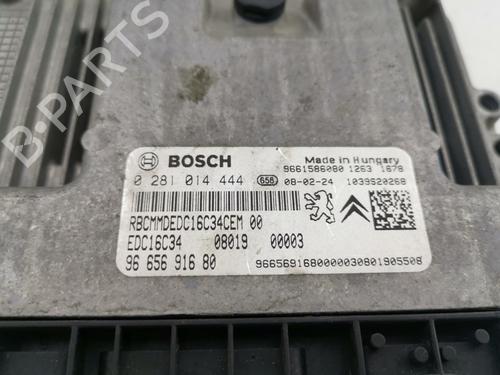 BOSCH
Made in Hungary
9661586080 1263 1678
0 281 014 444 656 08-02-24 1039S20268
RBCMMDEDC16C34CEM 00
EDC16C34 08019 00003
96 656 916 80
9665691680000030801905508
B-PARTS